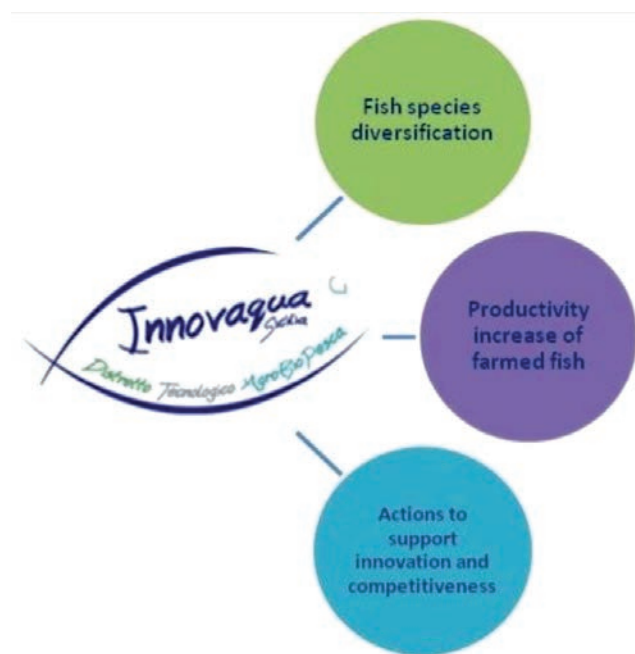 Fish species
diversification
Innovaqua
Sicilia
Distretto Tecnologico AgroBioPesca
Productivity
increase of
farmed fish
Actions to
support
innovation and
competitiveness